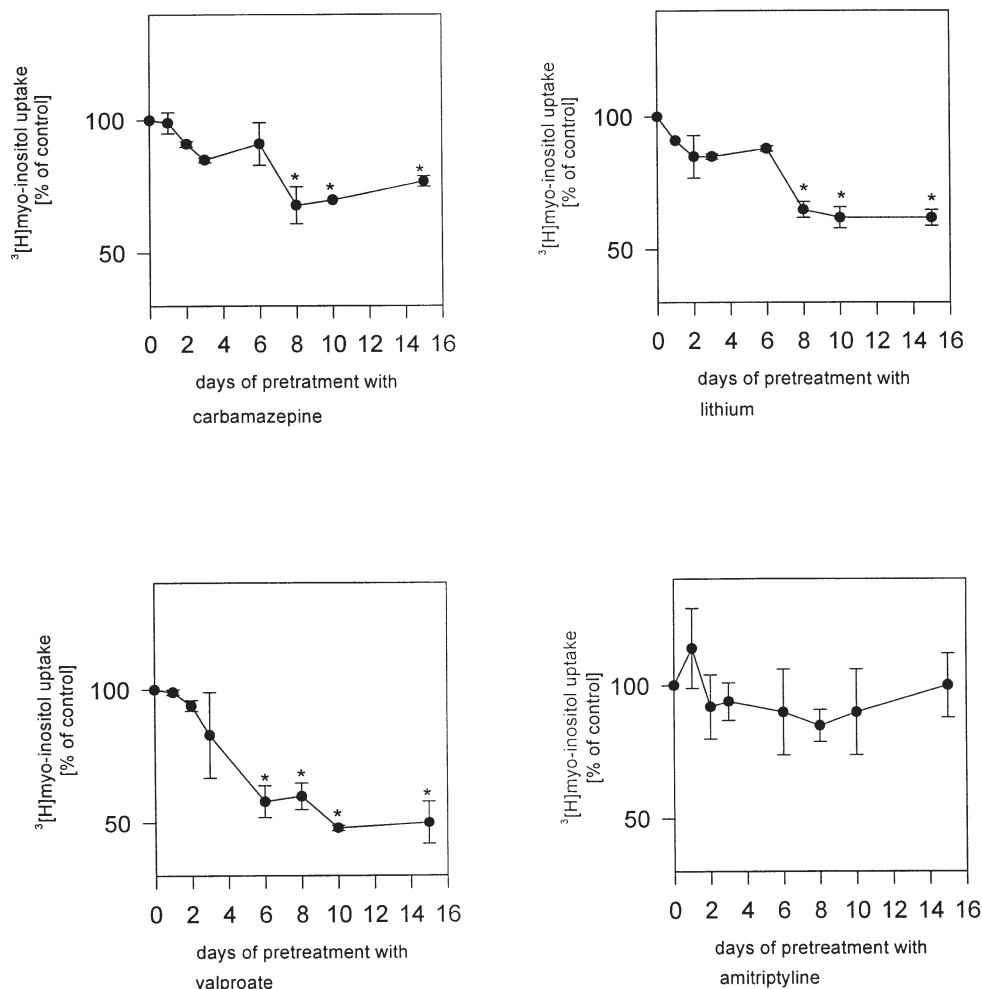 ³[H]myo-inositol uptake
[% of control]
100
50
0 2 4 6 8 10 12 14 16
days of pretratment with
carbamazepine
* * *
³[H]myo-inositol uptake
[% of control]
100
50
0 2 4 6 8 10 12 14 16
days of pretreatment with
lithium
* * *
³[H]myo-inositol uptake
[% of control]
100
50
0 2 4 6 8 10 12 14 16
days of pretreatment with
valproate
* * * *
³[H]myo-inositol uptake
[% of control]
100
50
0 2 4 6 8 10 12 14 16
days of pretreatment with
amitriptyline